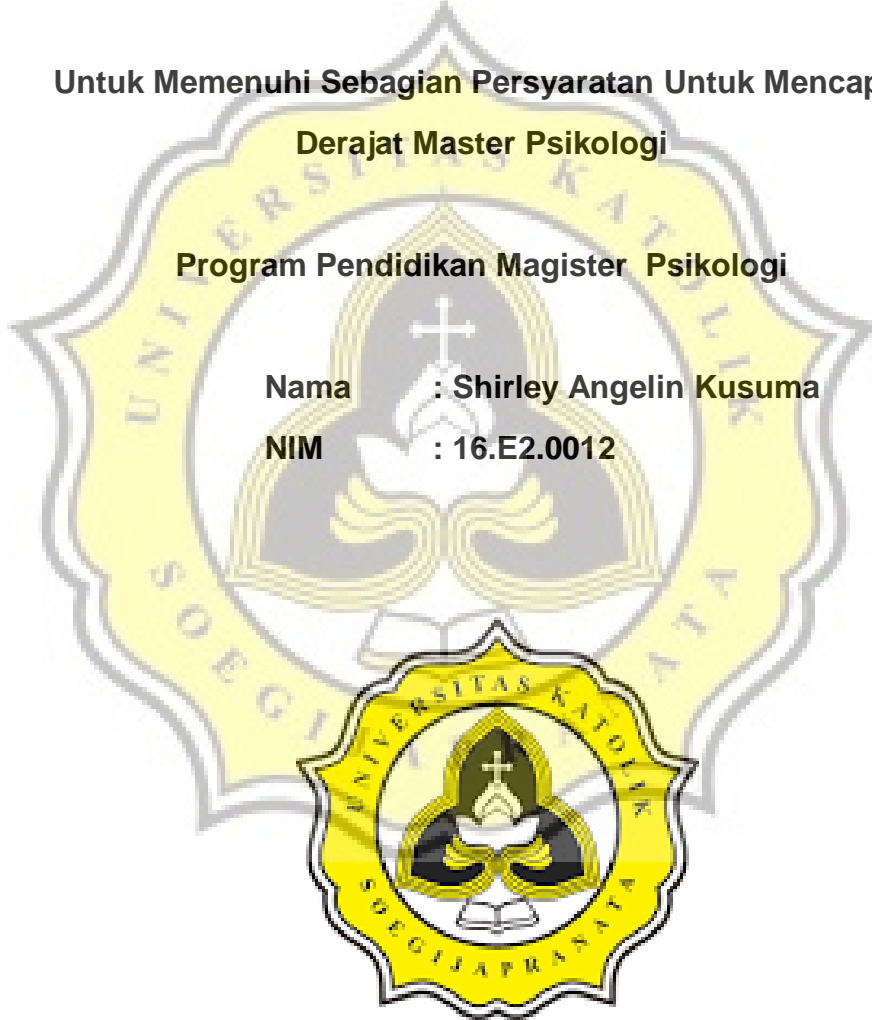 Untuk Memenuhi Sebagian Persyaratan Untuk
Derajat Master Psikologi
Program Pendidikan Magister Psikologi
Nama : Shirley Angelin Kusuma
NIM : 16.E2.0012
UNIVERSITAS KATOLIK
SOEGIJAPRANATA